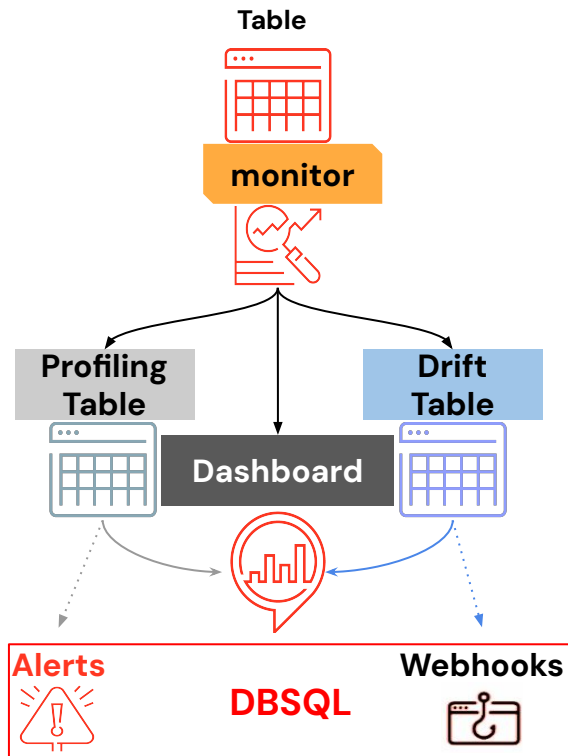 Table
monitor
Profiling
Table
Drift
Table
Dashboard
Alerts
DBSQL
Webhooks